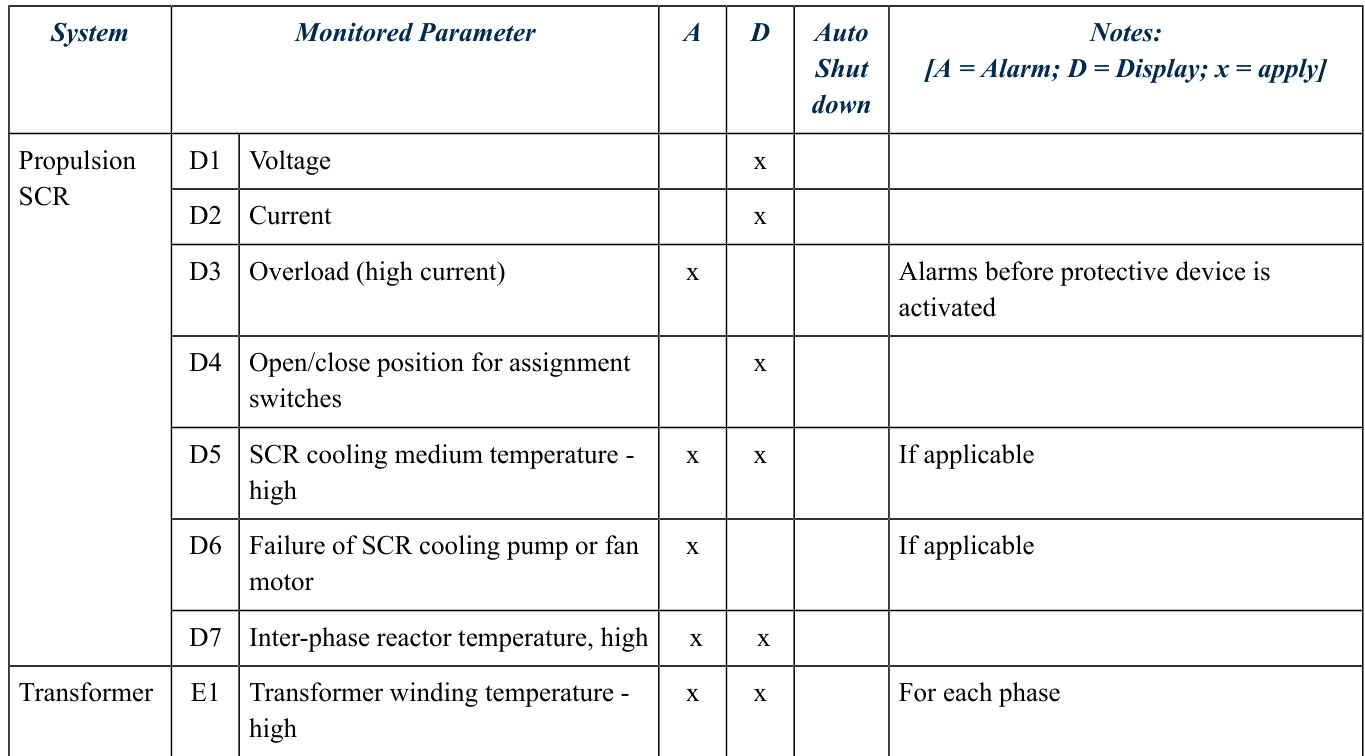 System Monitored Parameter A D Auto Shut down Notes: [A = Alarm; D = Display; x = apply]
Propulsion SCR D1 Voltage x
D2 Current x
D3 Overload (high current) x Alarms before protective device is activated
D4 Open/close position for assignment switches x
D5 SCR cooling medium temperature - high x x If applicable
D6 Failure of SCR cooling pump or fan motor x If applicable
D7 Inter-phase reactor temperature, high x x
Transformer E1 Transformer winding temperature - high x x For each phase